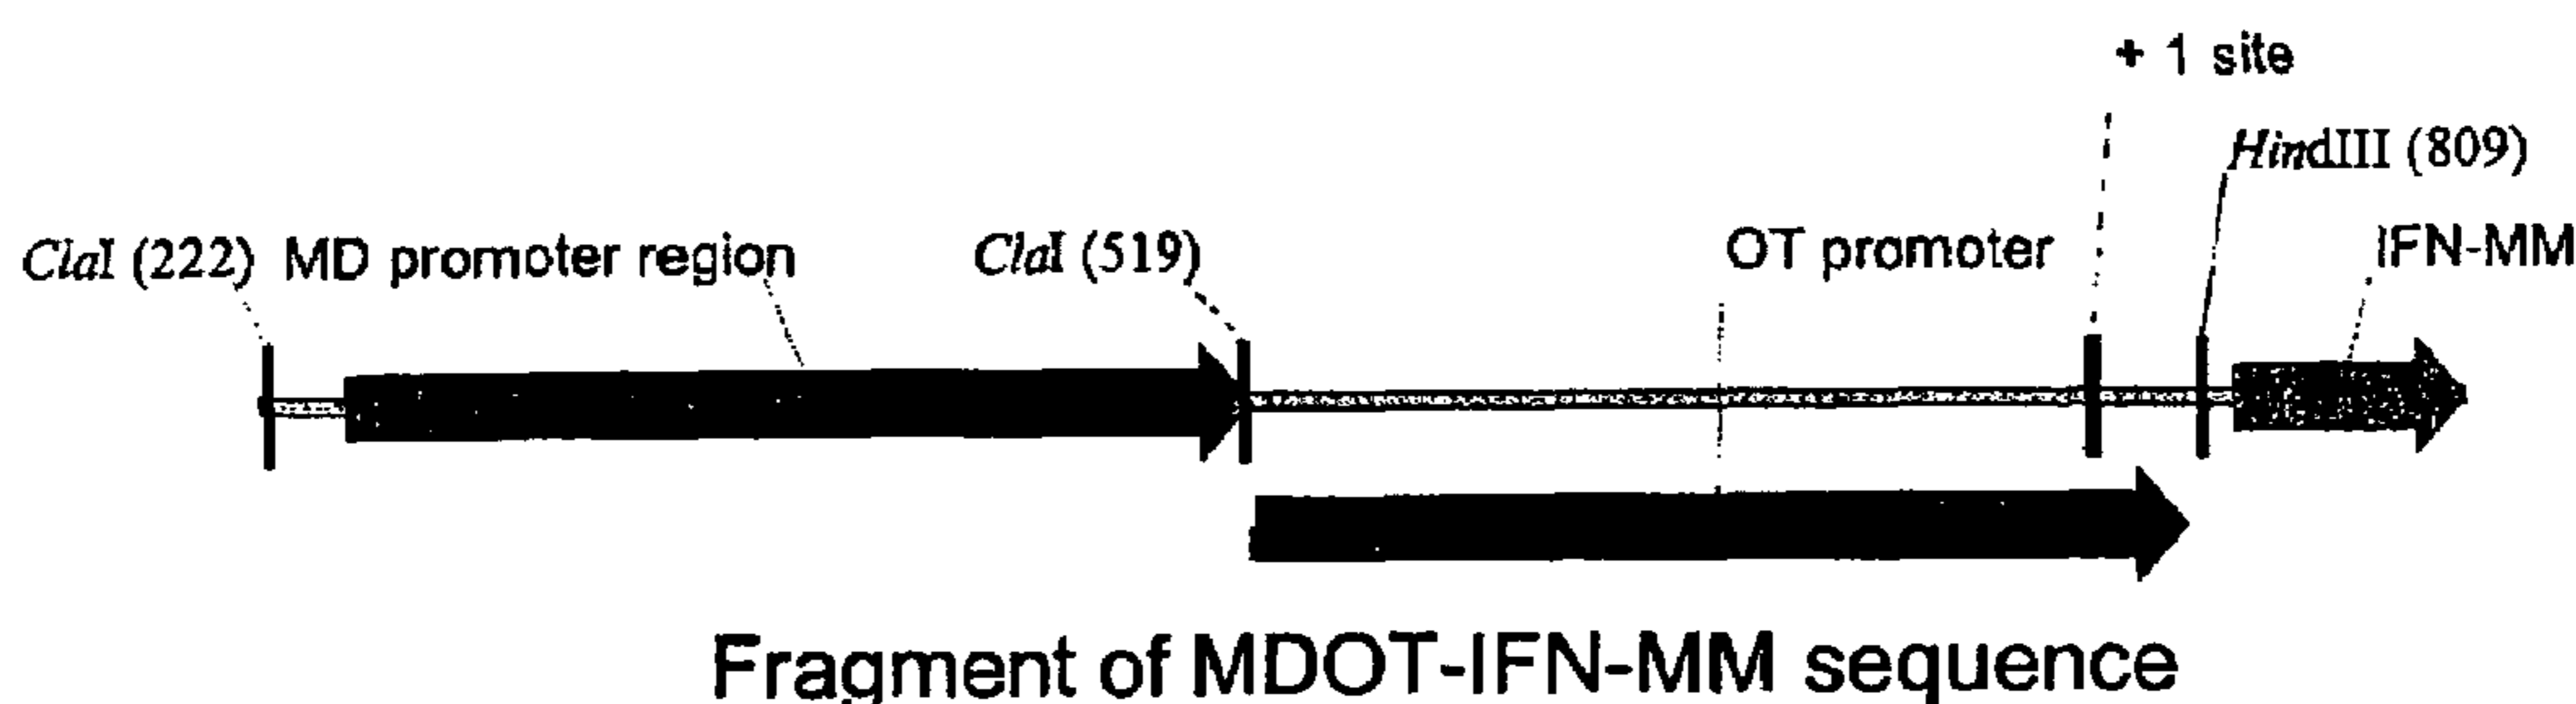 + 1 site
HindIII (809)
ClaI (222) MD promoter region ClaI (519) OT promoter IFN-MM
Fragment of MDOT-IFN-MM sequence